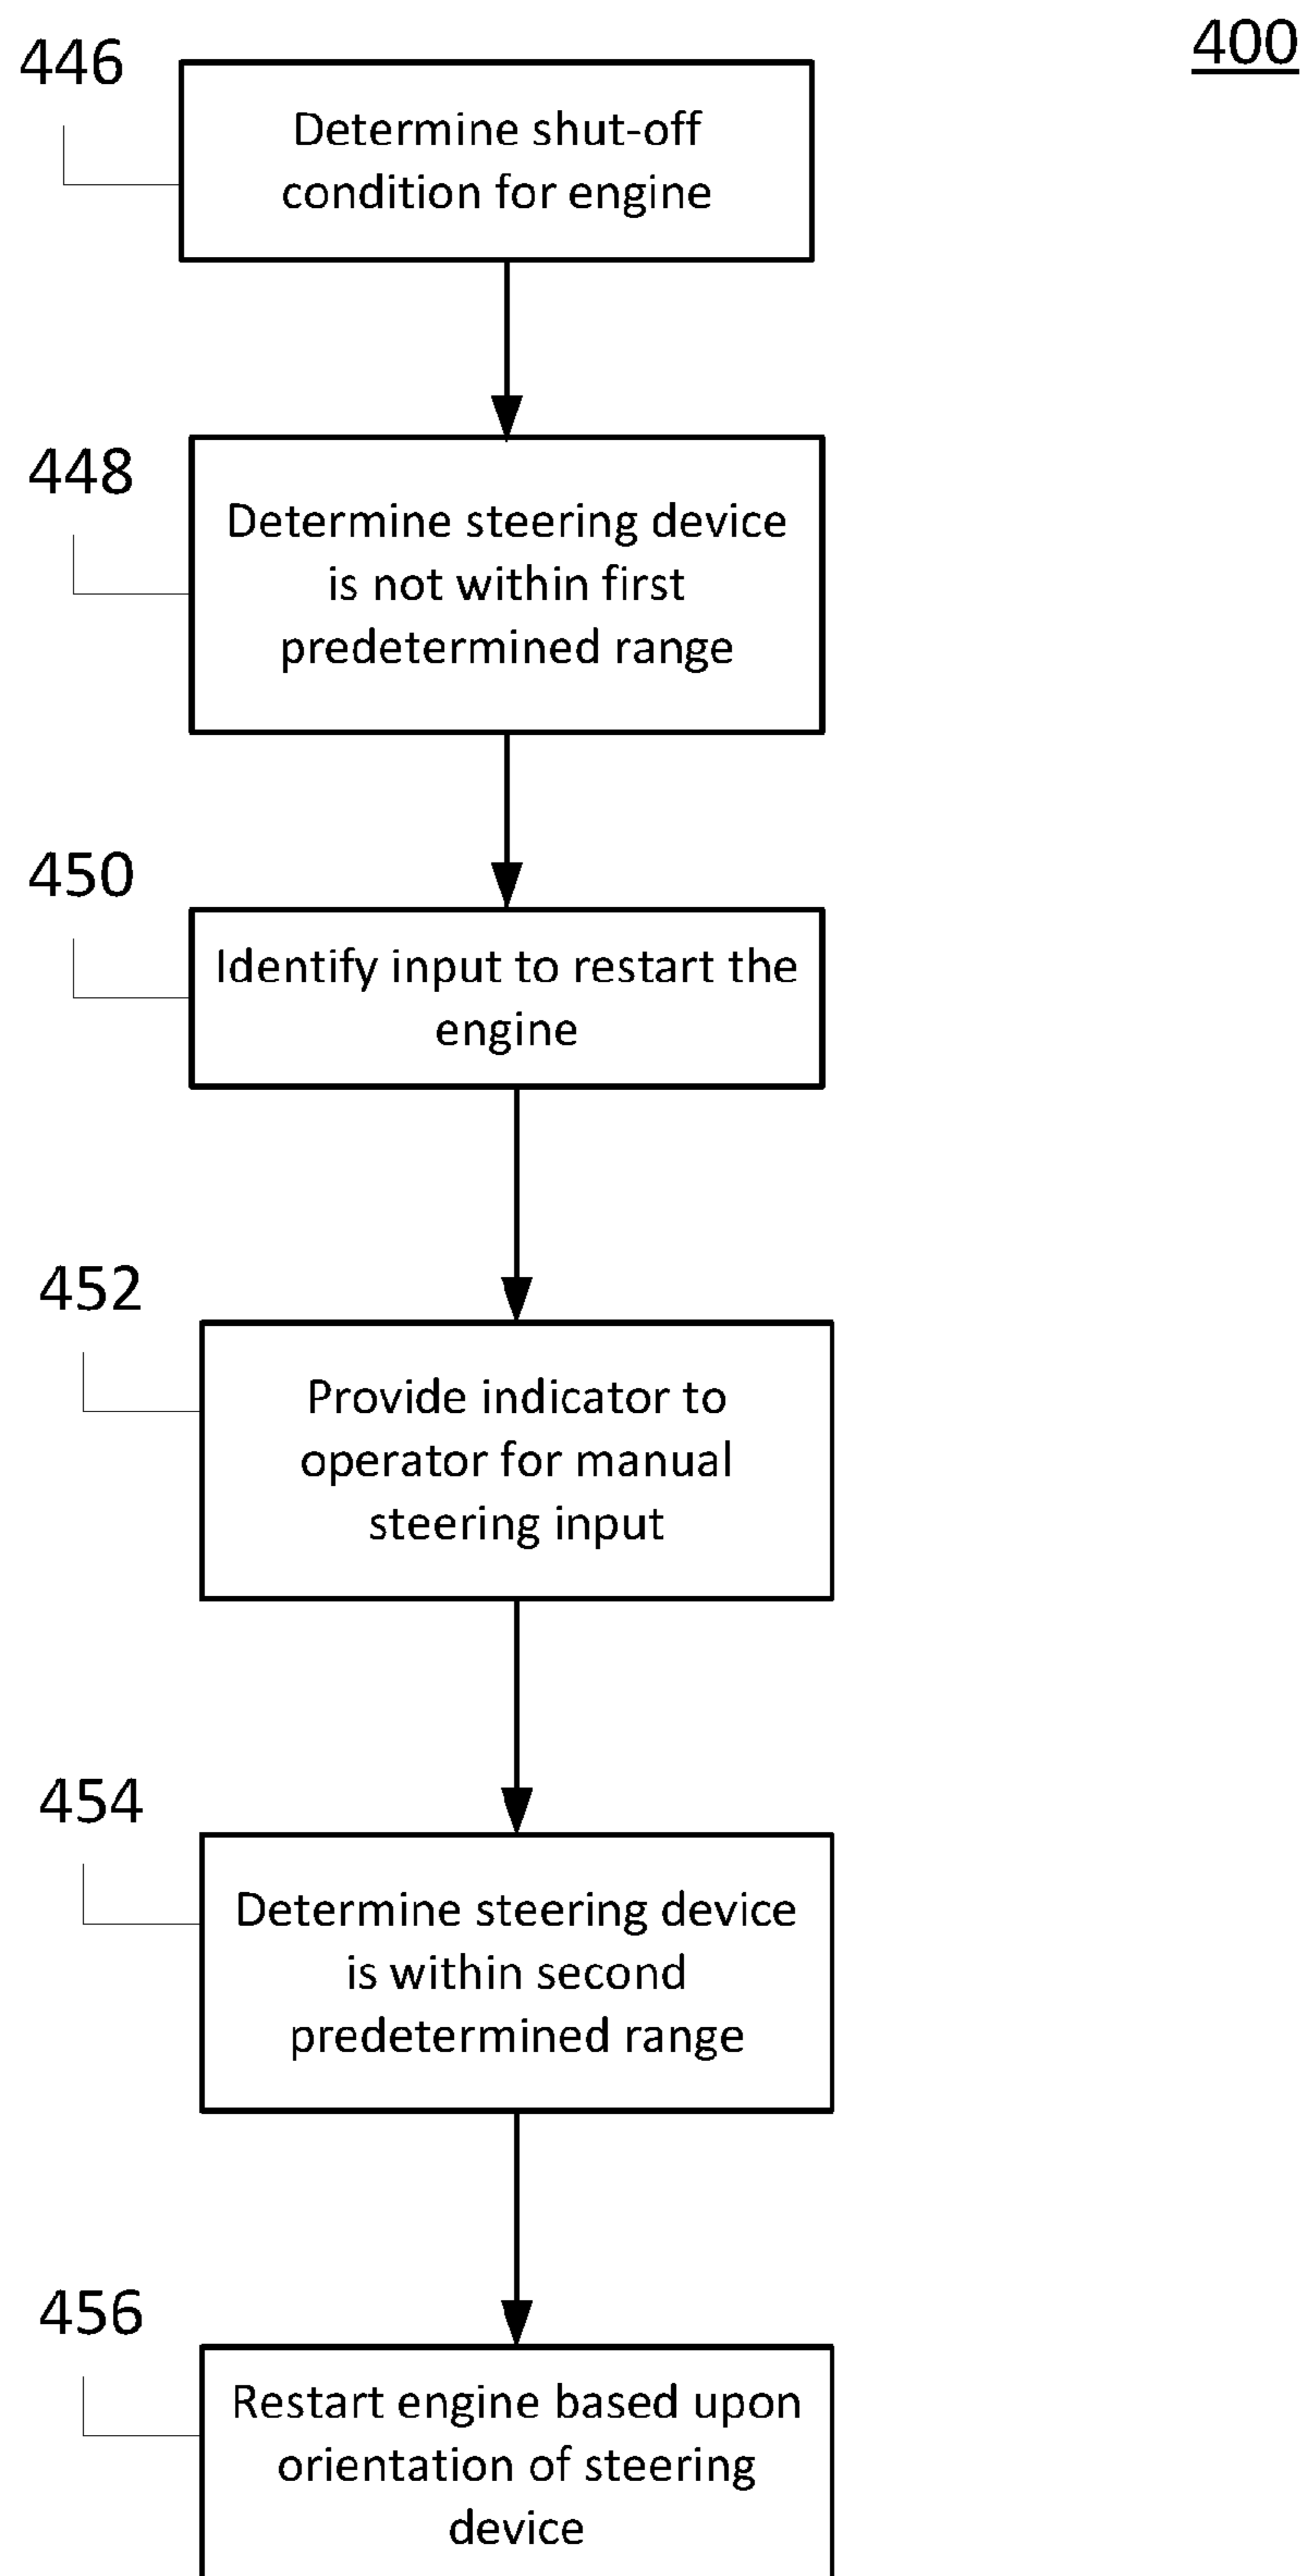 400
446
Determine shut-off
condition for engine
448
Determine steering device
is not within first
predetermined range
450
Identify input to restart the
engine
452
Provide indicator to
operator for manual
steering input
454
Determine steering device
is within second
predetermined range
456
Restart engine based upon
orientation of steering
device